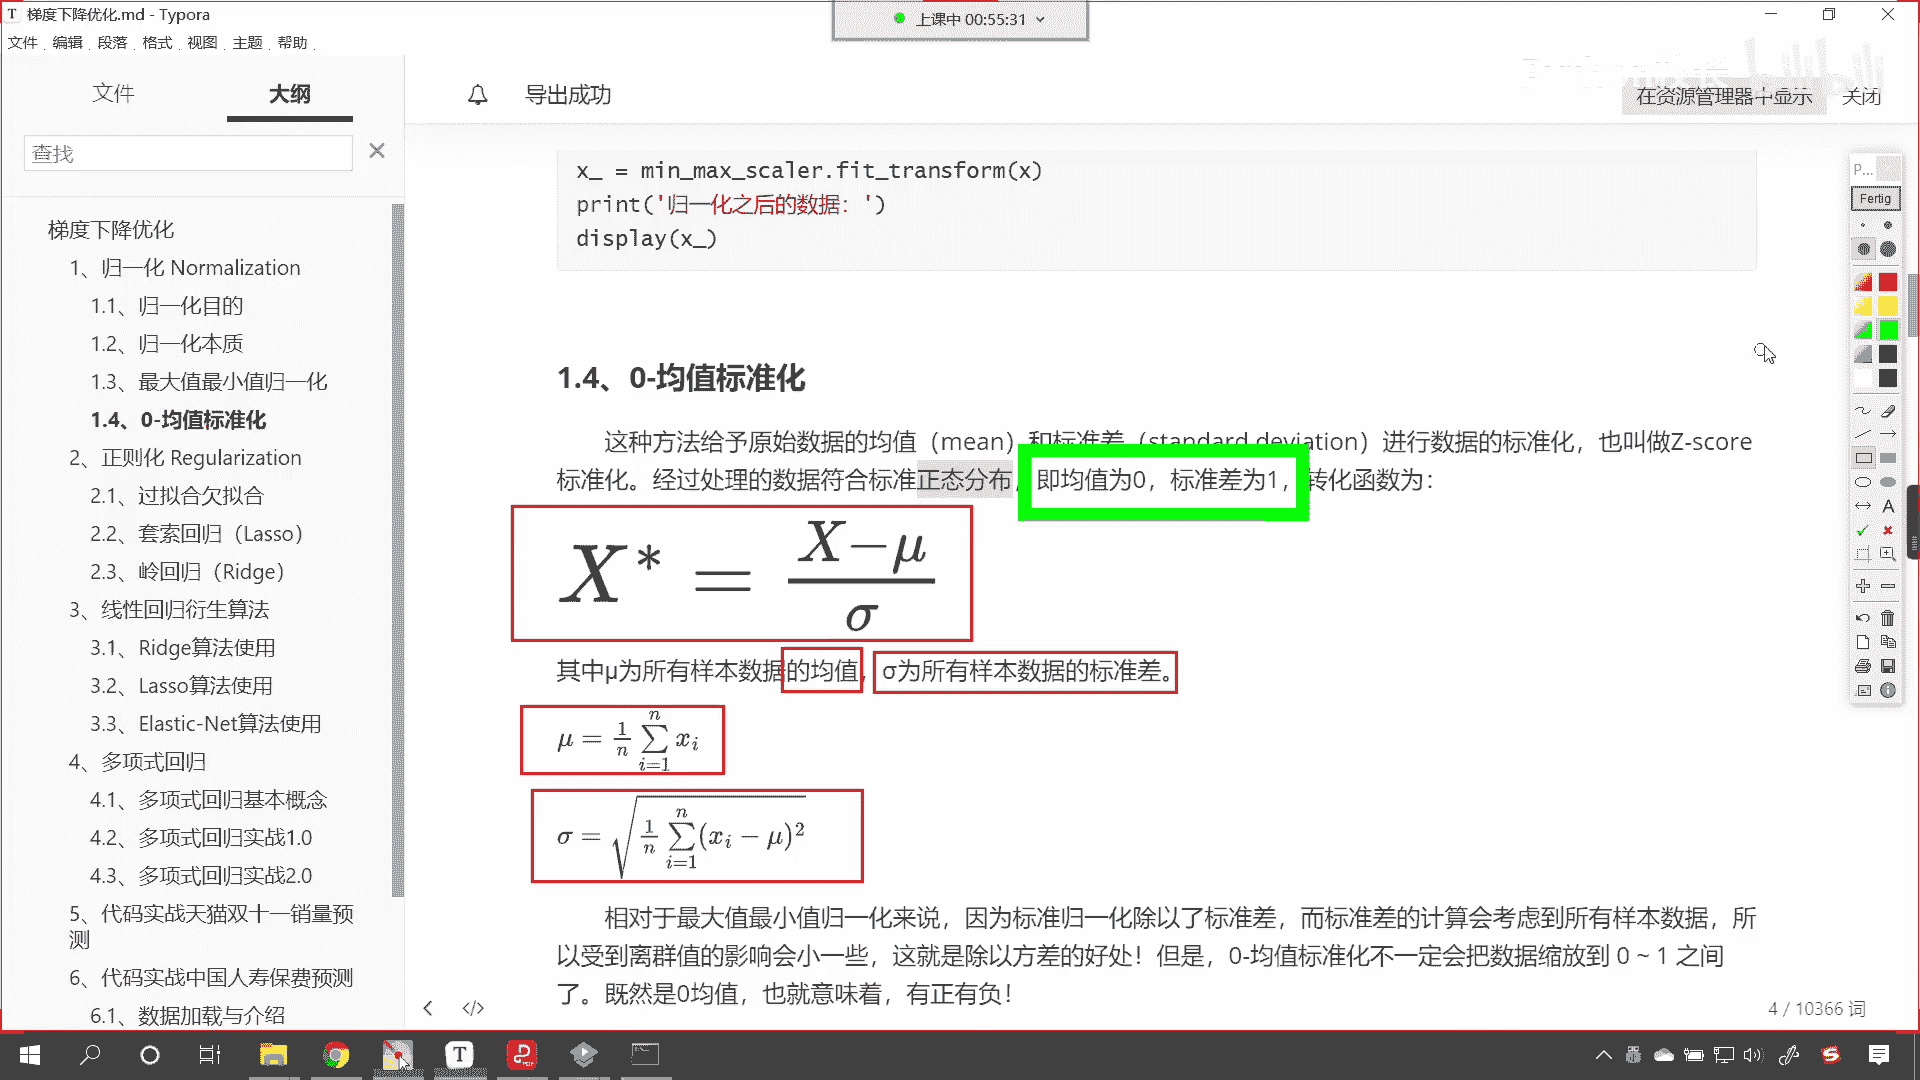 梯度下降优化.md - Typora
上课中 00:55:31
文件 编辑 段落 格式 视图 主题 帮助
文件 大纲
查找
梯度下降优化
1、归一化 Normalization
1.1、归一化目的
1.2、归一化本质
1.3、最大值最小值归一化
1.4、0-均值标准化
2、正则化 Regularization
2.1、过拟合欠拟合
2.2、套索回归（Lasso）
2.3、岭回归（Ridge）
3、线性回归衍生算法
3.1、Ridge算法使用
3.2、Lasso算法使用
3.3、Elastic-Net算法使用
4、多项式回归
4.1、多项式回归基本概念
4.2、多项式回归实战1.0
4.3、多项式回归实战2.0
5、代码实战天猫双十一销量预
测
6、代码实战中国人寿保费预测
6.1、数据加载与介绍
导出成功
在资源管理器中显示 关闭
x_ = min_max_scaler.fit_transform(x)
print('归一化之后的数据：')
display(x_)
1.4、0-均值标准化
这种方法给予原始数据的均值（mean）和标准差（standard deviation）进行数据的标准化，也叫做Z-score
标准化。经过处理的数据符合标准正态分布，即均值为0，标准差为1，转化函数为：
X* = (X−μ)/σ
其中μ为所有样本数据的均值，σ为所有样本数据的标准差。
μ = 1/n ∑_{i=1}^{n} x_i
σ = √(1/n ∑_{i=1}^{n} (x_i − μ)²)
相对于最大值最小值归一化来说，因为标准归一化除以了标准差，而标准差的计算会考虑到所有样本数据，所
以受到离群值的影响会小一些，这就是除以方差的好处！但是，0-均值标准化不一定会把数据缩放到 0 ~ 1 之间
了。既然是0均值，也就意味着，有正有负！
4 / 10366 词
P...
Fertig